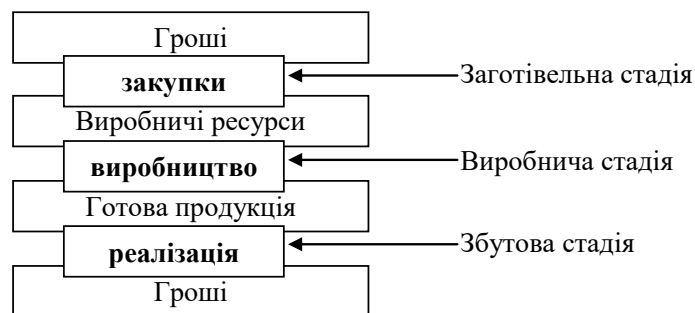 Гроші
закупки
Заготівельна стадія
Виробничі ресурси
виробництво
Виробнича стадія
Готова продукція
реалізація
Збутова стадія
Гроші